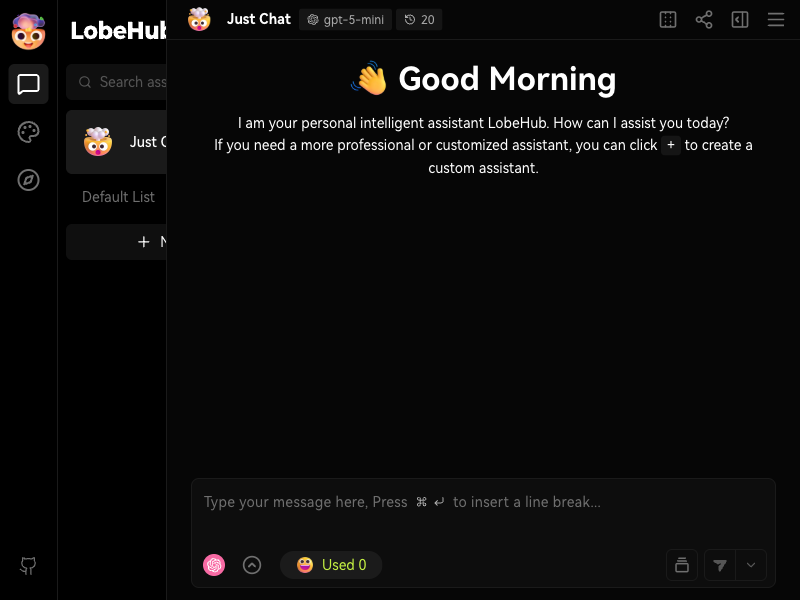 LobeHub
Just Chat
gpt-5-mini
20
Search
Just
Default List
Good Morning
I am your personal intelligent assistant LobeHub. How can I assist you today?
If you need a more professional or customized assistant, you can click + to create a
custom assistant.
Type your message here, Press ⌘ ↵ to insert a line break...
Used 0